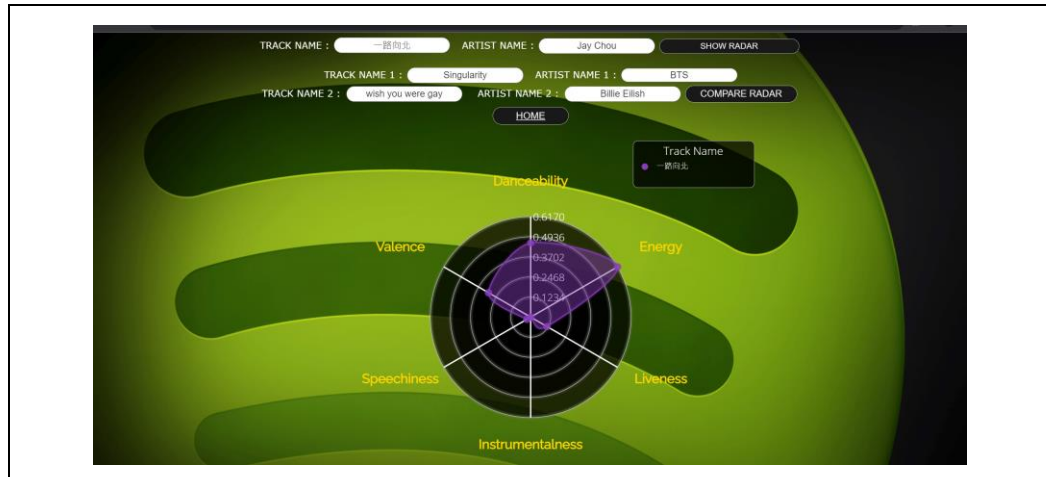 TRACK NAME : 一路向北 ARTIST NAME : Jay Chou SHOW RADAR
TRACK NAME 1 : Singularity ARTIST NAME 1 : BTS
TRACK NAME 2 : wish you were gay ARTIST NAME 2 : Billie Eilish COMPARE RADAR
HOME
Track Name
一路向北
Danceability
0.6170
0.4936
Valence
Energy
0.3702
0.2468
0.1234
Speechiness
Liveness
Instrumentalness